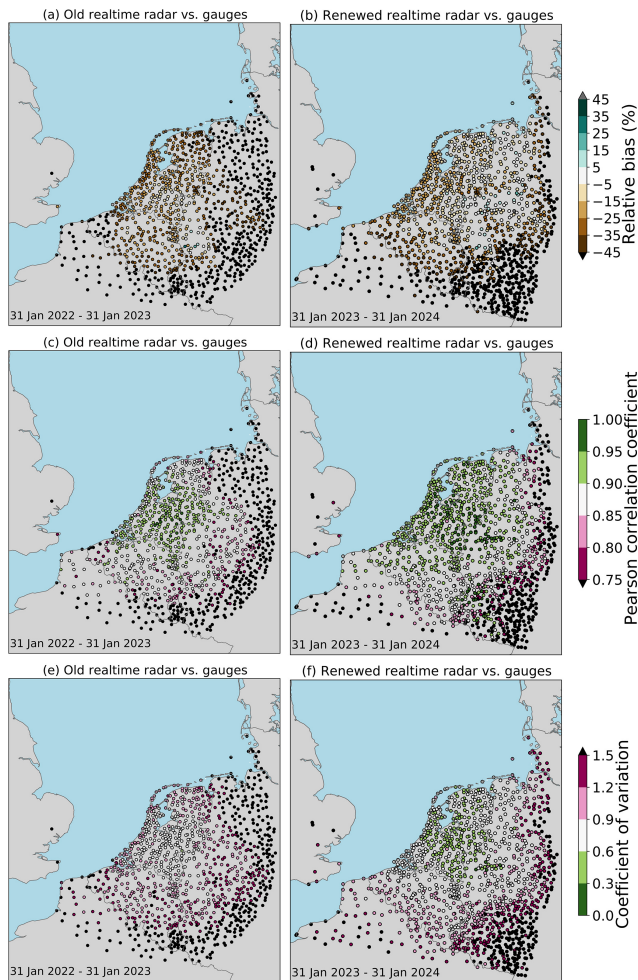 (a) Old realtime radar vs. gauges
(b) Renewed realtime radar vs. gauges
31 Jan 2022 - 31 Jan 2023
31 Jan 2023 - 31 Jan 2024
45
35
25
15
5
−5
−15
−25
−35
−45
Relative bias (%)
(c) Old realtime radar vs. gauges
(d) Renewed realtime radar vs. gauges
31 Jan 2022 - 31 Jan 2023
31 Jan 2023 - 31 Jan 2024
1.00
0.95
0.90
0.85
0.80
0.75
Pearson correlation coefficient
(e) Old realtime radar vs. gauges
(f) Renewed realtime radar vs. gauges
31 Jan 2022 - 31 Jan 2023
31 Jan 2023 - 31 Jan 2024
1.5
1.2
0.9
0.6
0.3
0.0
Coefficient of variation